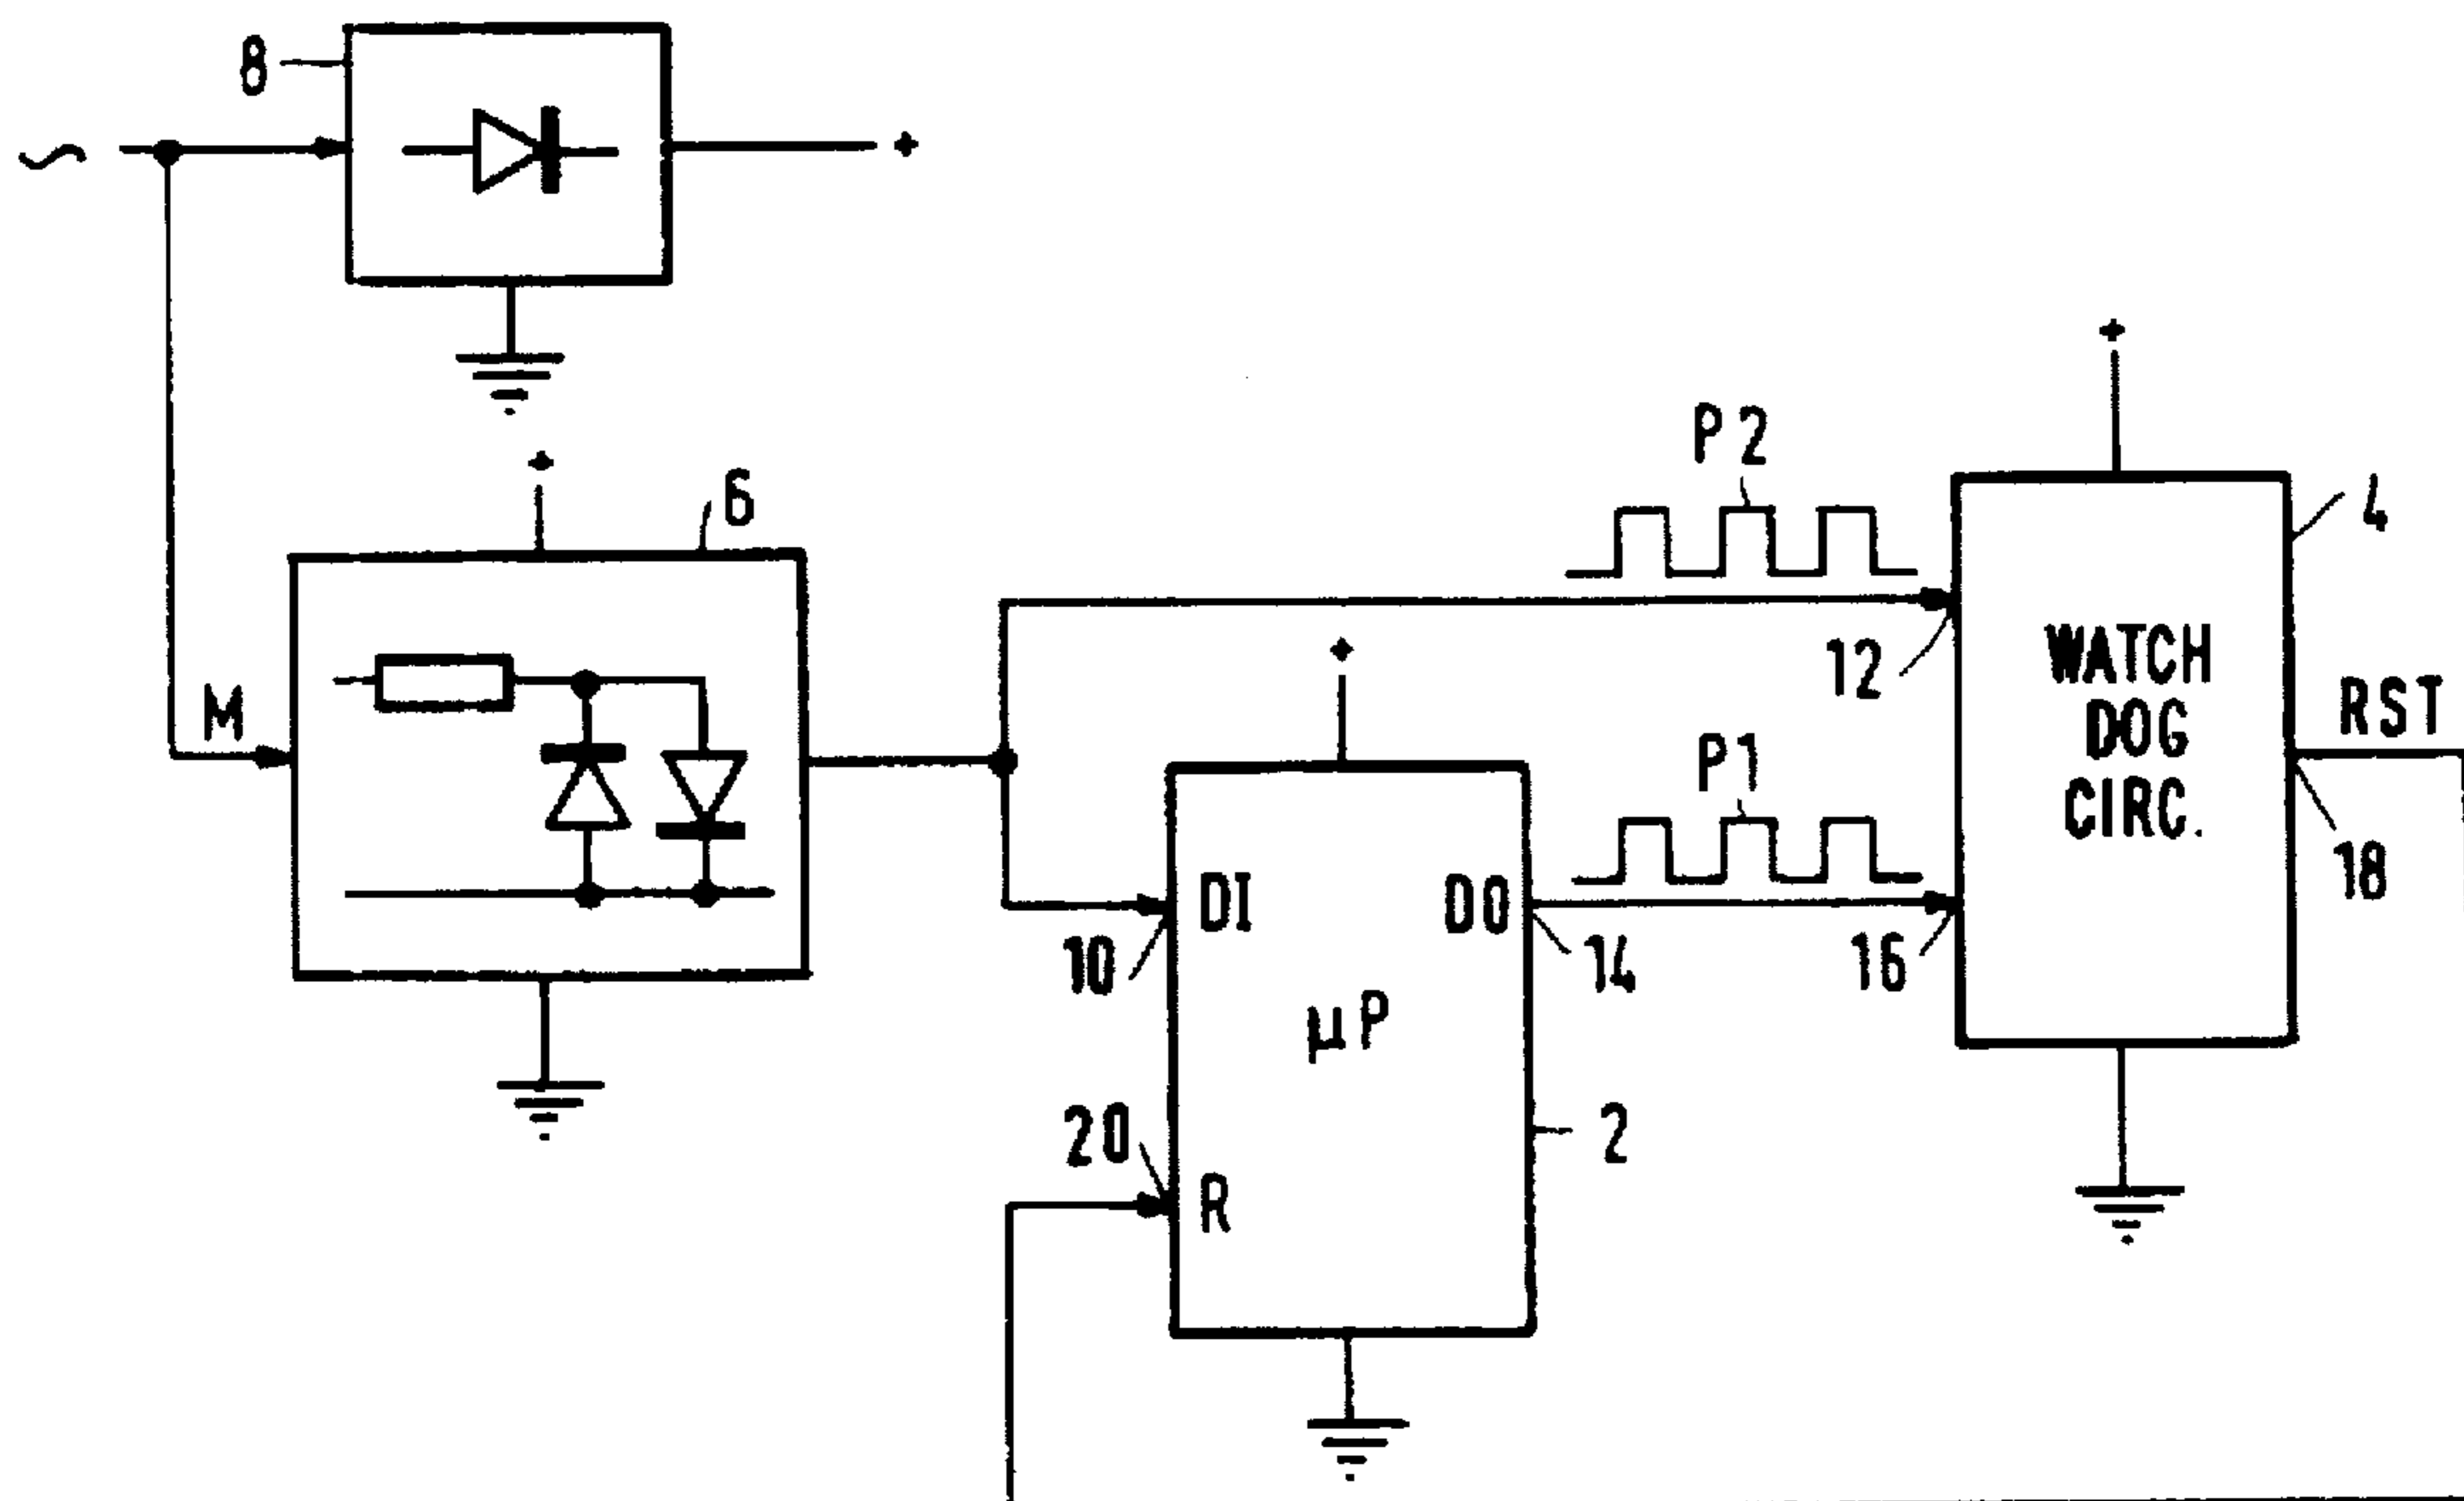 8
∼
+
+
6
M
P2
+
4
12
WATCH
DOG
CIRC.
RST
+
P1
18
DI
DO
10
14
16
µP
20
2
R